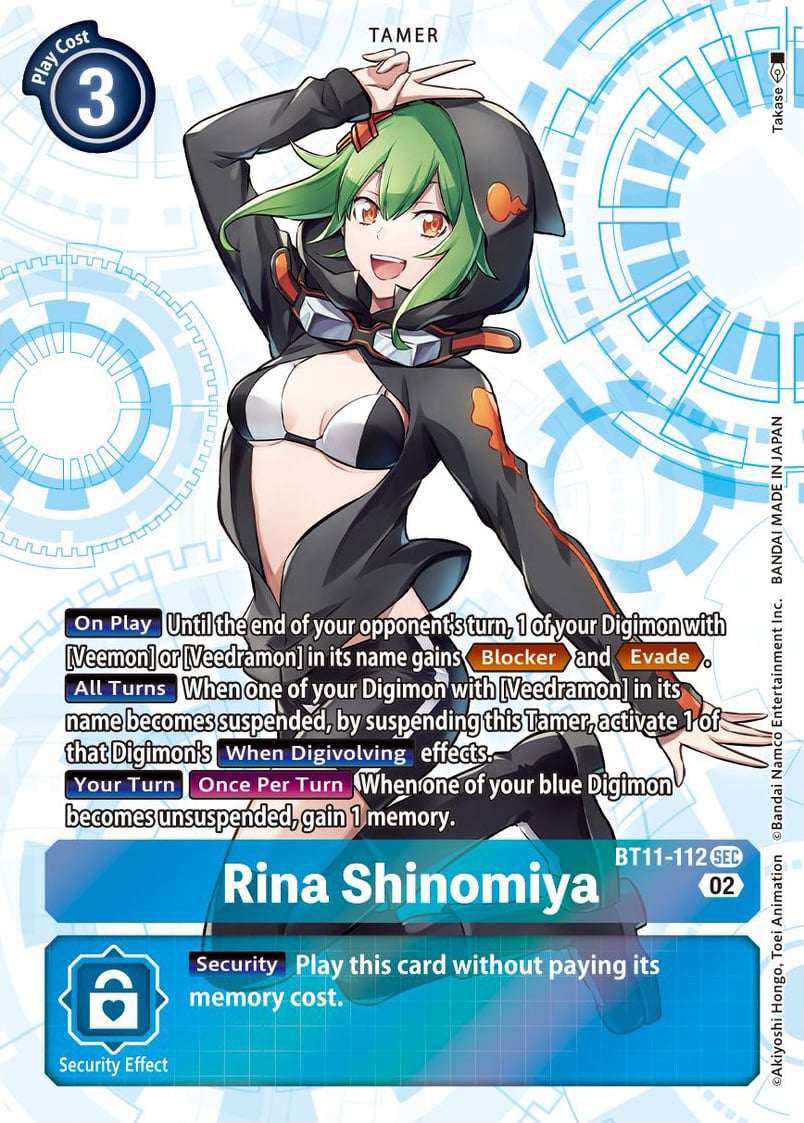 TAMER
Play Cost
3
Takase
On Play Until the end of your opponent's turn, 1 of your Digimon with
[Veemon] or [Veedramon] in its name gains Blocker and Evade.
All Turns When one of your Digimon with [Veedramon] in its
name becomes suspended, by suspending this Tamer, activate 1 of
that Digimon's When Digivolving effects.
Your Turn Once Per Turn When one of your blue Digimon
becomes unsuspended, gain 1 memory.
BT11-112 SEC
Rina Shinomiya
02
Security Play this card without paying its
memory cost.
Security Effect
©Akiyoshi Hongo, Toei Animation ©Bandai Namco Entertainment Inc. BANDAI MADE IN JAPAN